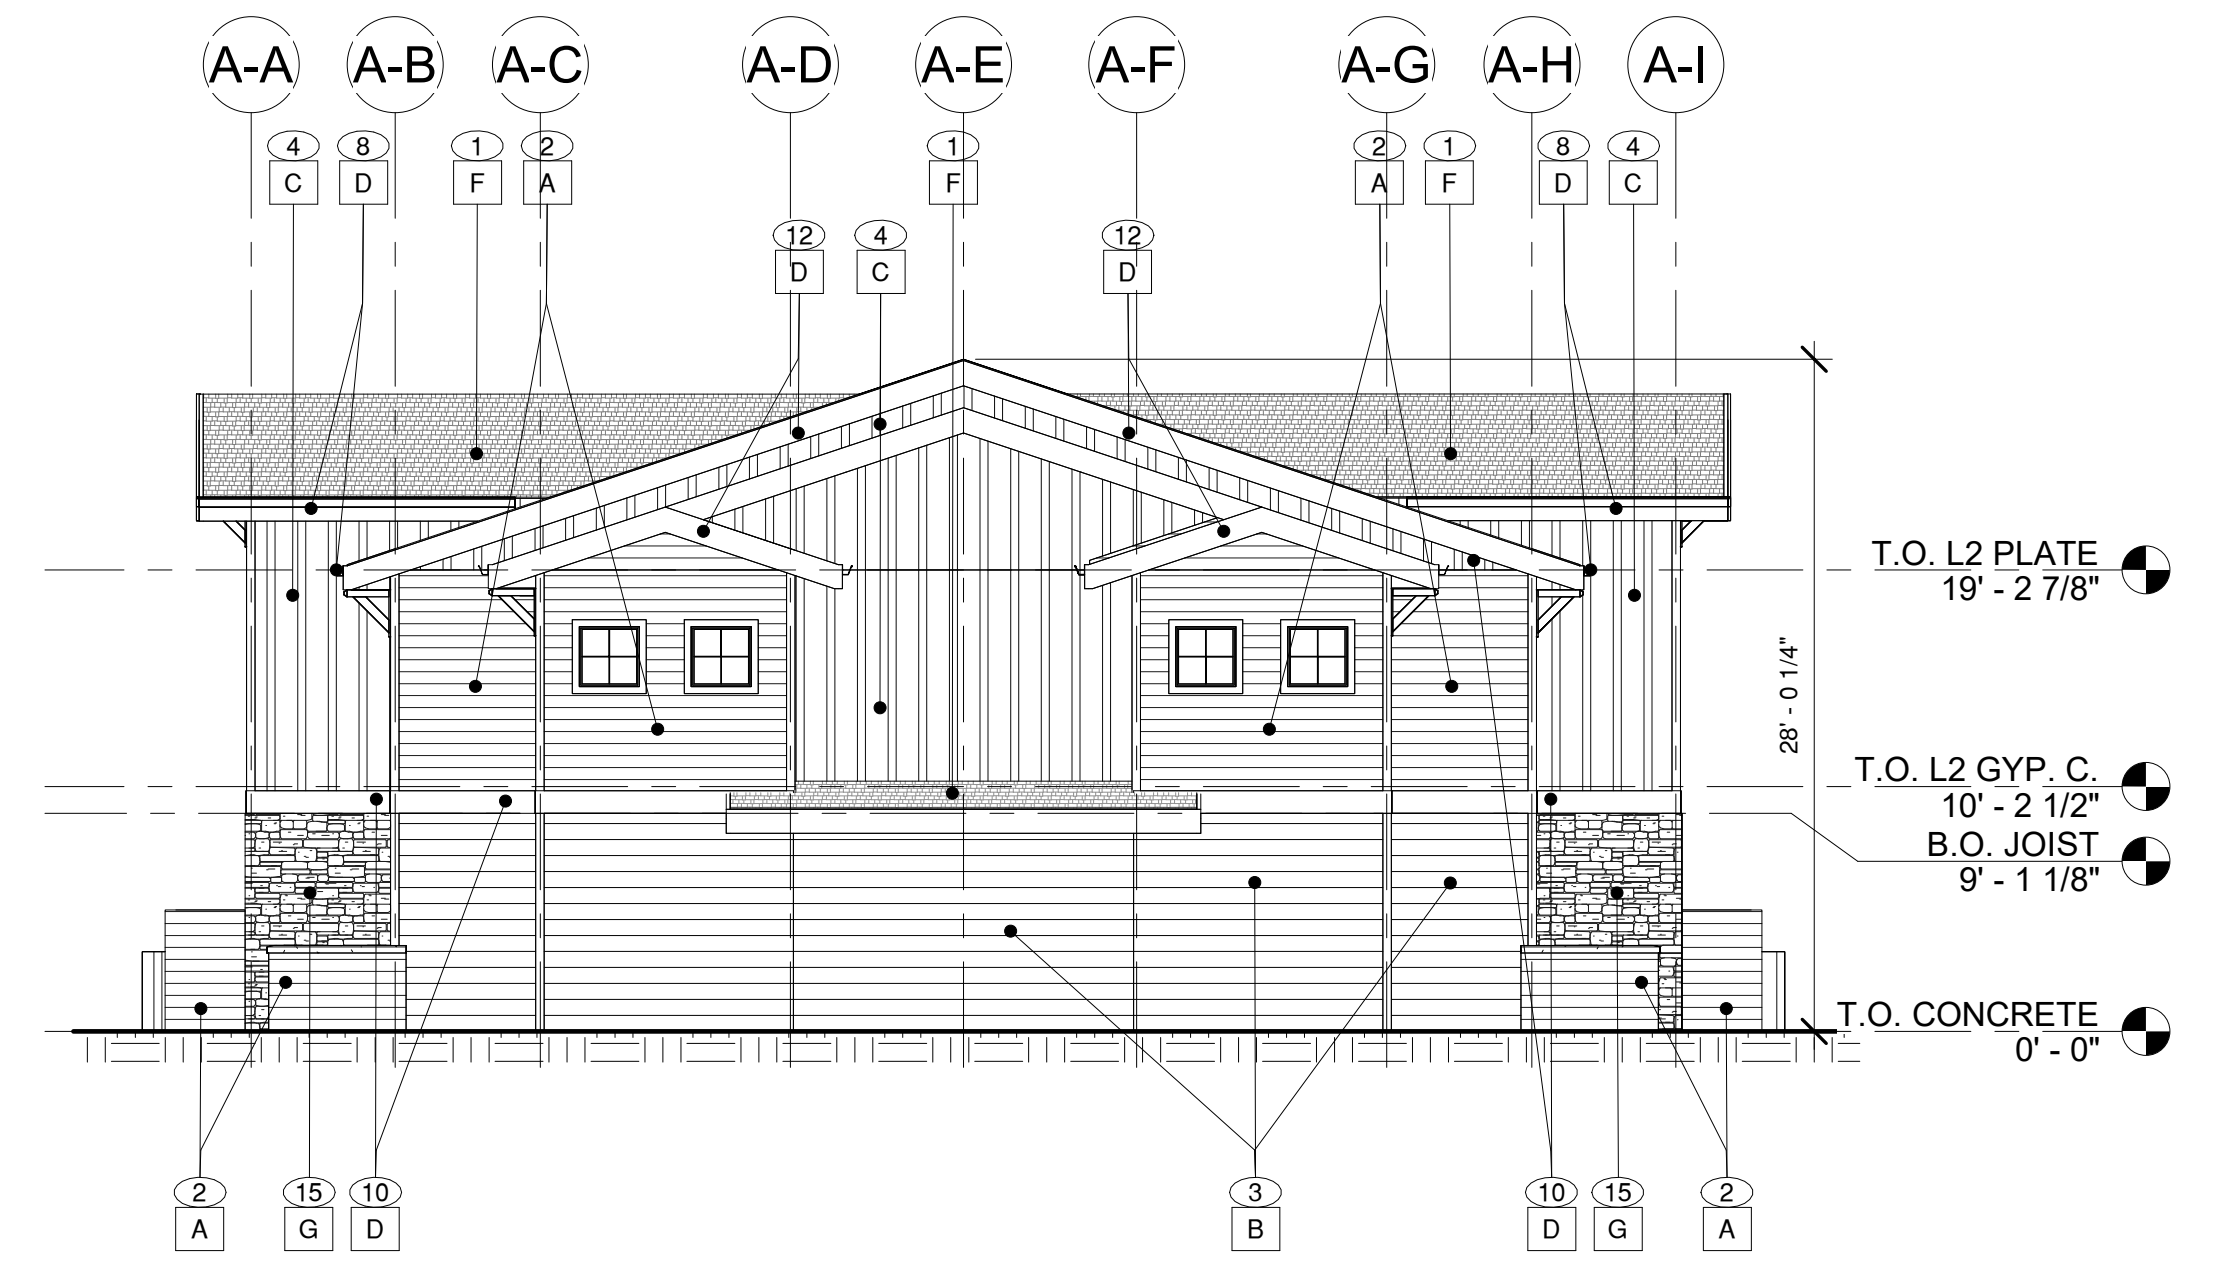 A-A A-B A-C A-D A-E A-F A-G A-H A-I
4 8 1 2 1 2 1 8 4
C D F A F A F D C
12 4 12
D C D
T.O. L2 PLATE
19' - 2 7/8"
28' - 0 1/4"
T.O. L2 GYP. C.
10' - 2 1/2"
B.O. JOIST
9' - 1 1/8"
T.O. CONCRETE
0' - 0"
2 15 10 3 10 15 2
A G D B D G A